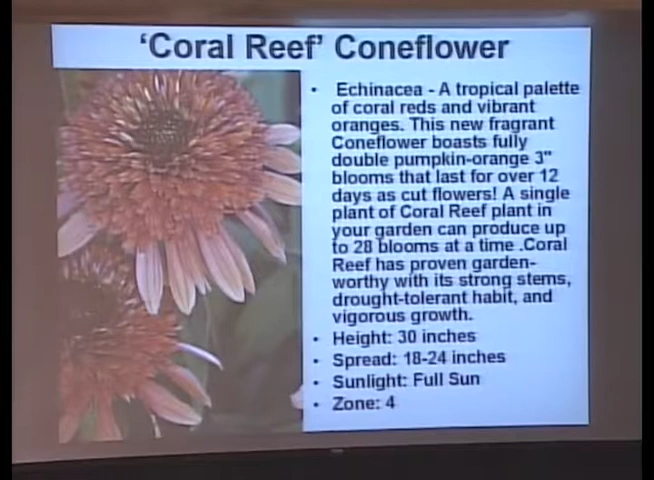 'Coral Reef' Coneflower
• Echinacea - A tropical palette
of coral reds and vibrant
oranges. This new fragrant
Coneflower boasts fully
double pumpkin-orange 3"
blooms that last for over 12
days as cut flowers! A single
plant of Coral Reef plant in
your garden can produce up
to 28 blooms at a time .Coral
Reef has proven garden-
worthy with its strong stems,
drought-tolerant habit, and
vigorous growth.
• Height: 30 inches
• Spread: 18-24 inches
• Sunlight: Full Sun
• Zone: 4